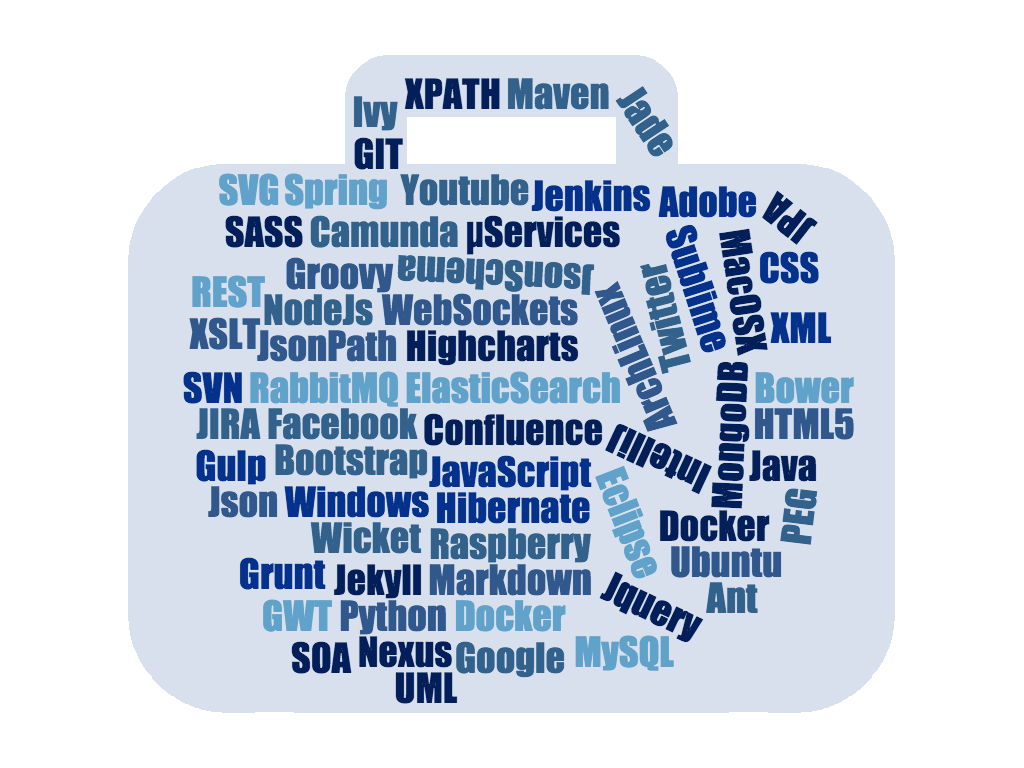 XPATH Maven
Ivy
Jade
GIT
SVG Spring Youtube Jenkins Adobe JPA
SASS Camunda µServices
Sublime
MacOSX
CSS
Groovy JsonSchema
Twitter
REST
NodeJs WebSockets
ArchLinux
XML
XSLT
JsonPath Highcharts
SVN RabbitMQ ElasticSearch
MongoDB
Bower
JIRA Facebook Confluence
HTML5
IntelliJ
Gulp Bootstrap JavaScript
Java
Json Windows Hibernate
Eclipse
PEG
Docker
Wicket Raspberry
Ubuntu
Grunt Jekyll Markdown
Jquery
Ant
GWT Python Docker
SOA Nexus Google MySQL
UML